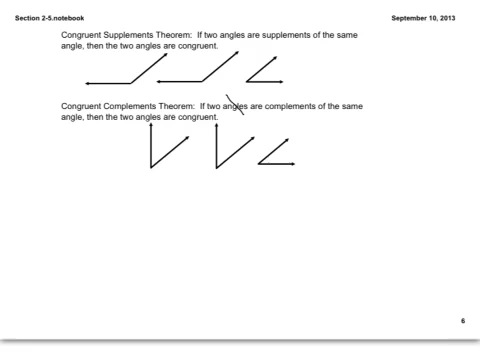 Section 2-5.notebook
September 10, 2013
Congruent Supplements Theorem: If two angles are supplements of the same
angle, then the two angles are congruent.
Congruent Complements Theorem: If two angles are complements of the same
angle, then the two angles are congruent.
6